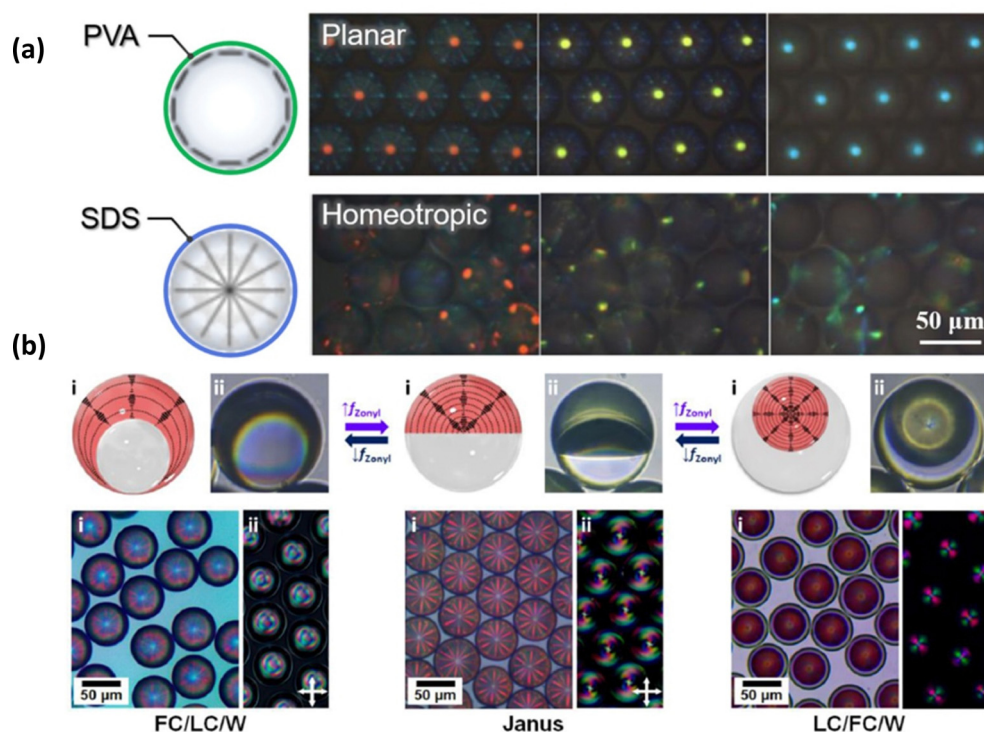 (a)
PVA
Planar
SDS
Homeotropic
50 µm
(b)
i
ii
↑fZonyl
↓fZonyl
i
ii
↑fZonyl
↓fZonyl
i
ii
i
ii
50 µm
i
ii
50 µm
i
50 µm
FC/LC/W
Janus
LC/FC/W